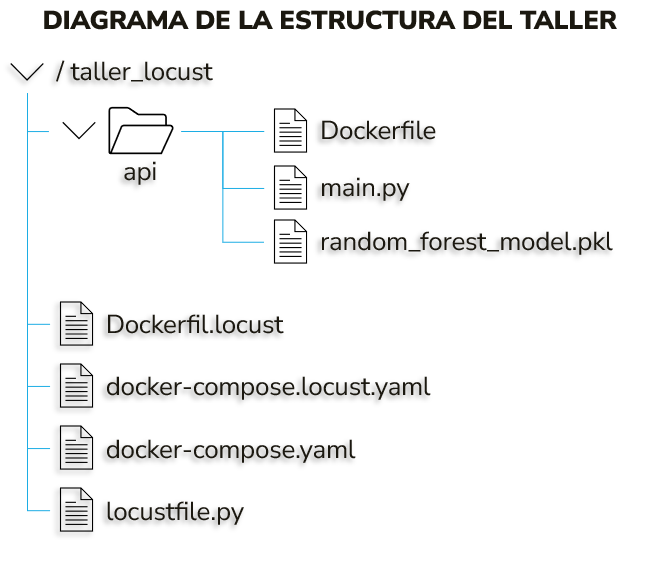 DIAGRAMA DE LA ESTRUCTURA DEL TALLER
/ taller_locust
api
Dockerfile
main.py
random_forest_model.pkl
Dockerfil.locust
docker-compose.locust.yaml
docker-compose.yaml
locustfile.py